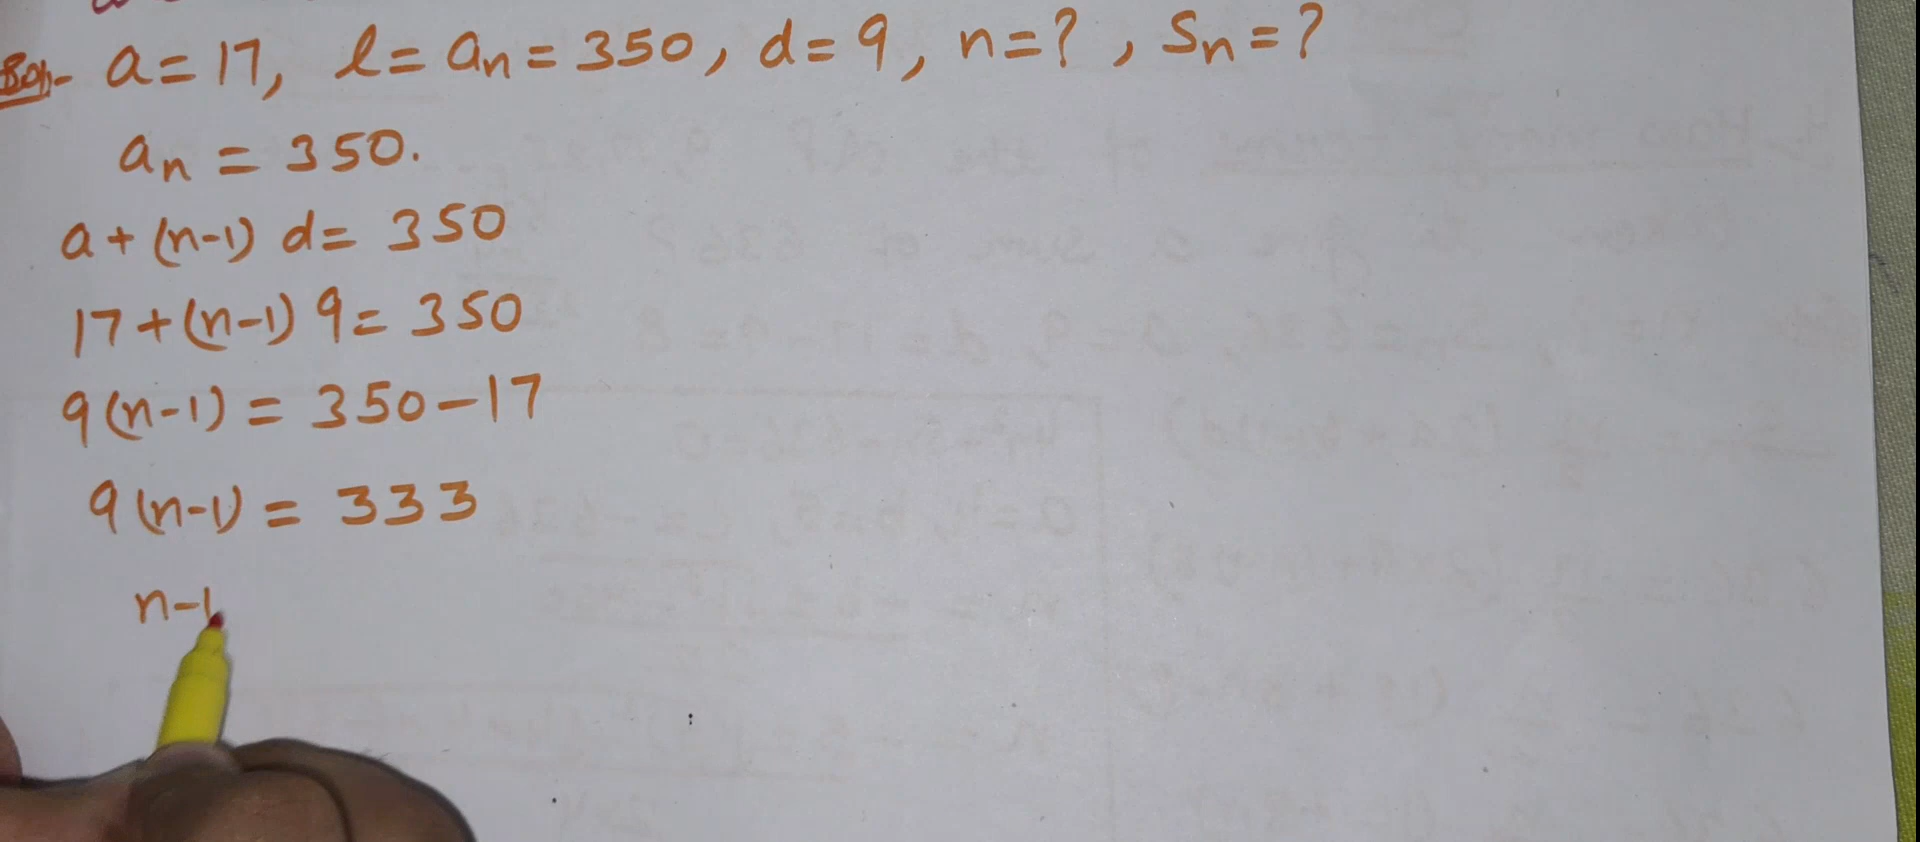 Sol:- a = 17, l = an = 350, d = 9, n = ?, Sn = ?
an = 350.
a + (n-1) d = 350
17 + (n-1) 9 = 350
9 (n-1) = 350 - 17
9 (n-1) = 333
n-1